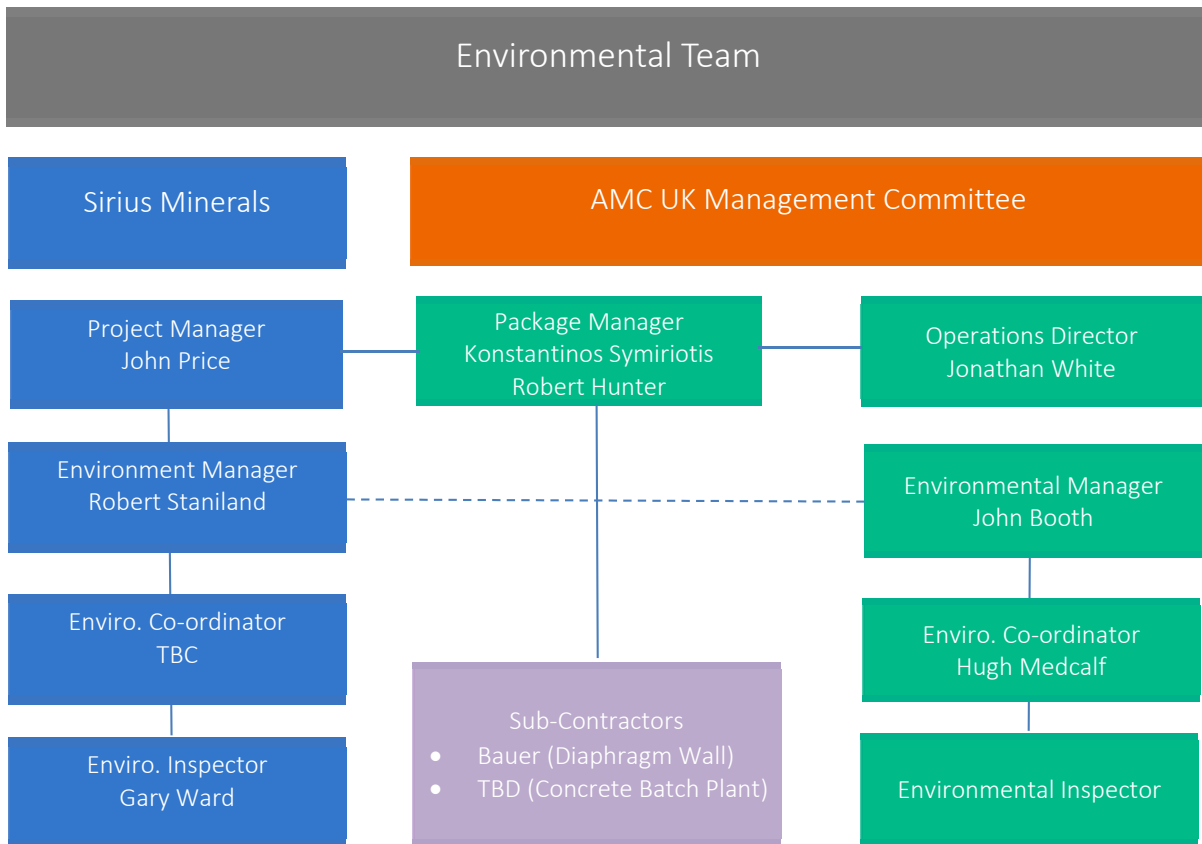 Environmental Team
Sirius Minerals
AMC UK Management Committee
Project Manager
John Price
Package Manager
Konstantinos Symiriotis
Robert Hunter
Operations Director
Jonathan White
Environment Manager
Robert Staniland
Environmental Manager
John Booth
Enviro. Co-ordinator
TBC
Enviro. Co-ordinator
Hugh Medcalf
Sub-Contractors
• Bauer (Diaphragm Wall)
• TBD (Concrete Batch Plant)
Enviro. Inspector
Gary Ward
Environmental Inspector